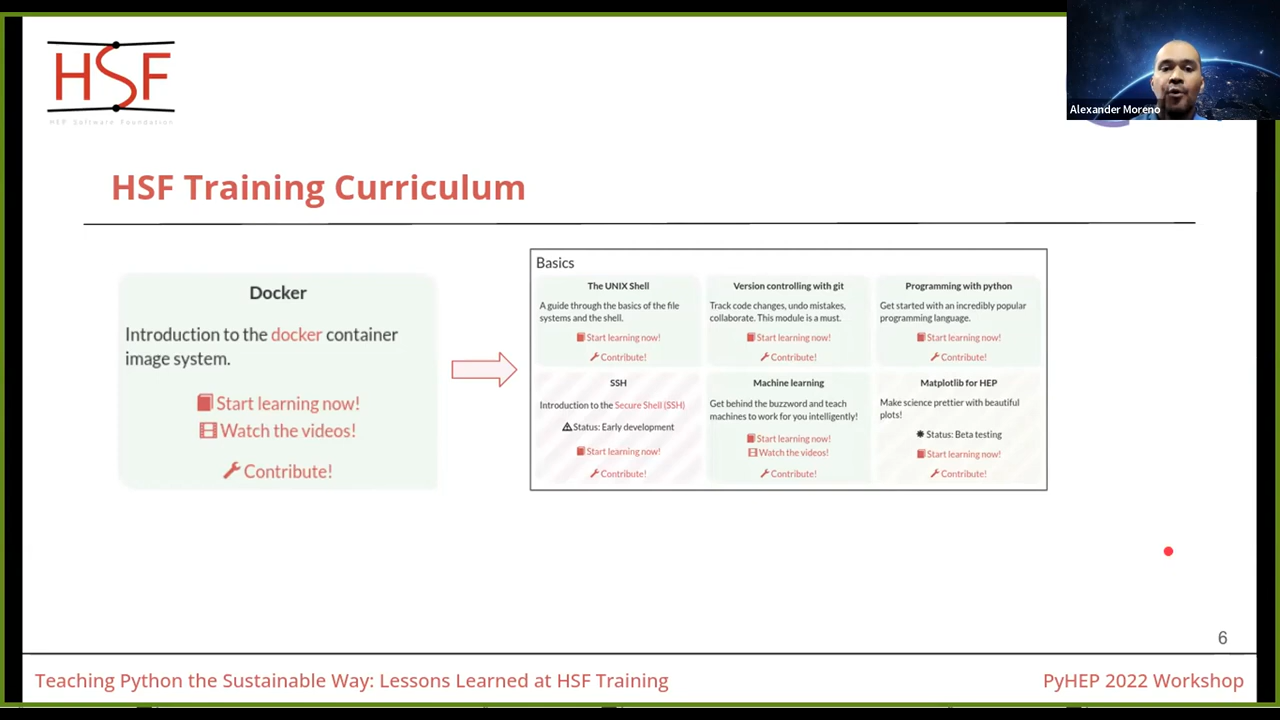 HSF
HEP Software Foundation
Alexander Moreno
HSF Training Curriculum
Docker
Introduction to the docker container
image system.
Start learning now!
Watch the videos!
Contribute!
Basics
The UNIX Shell
A guide through the basics of the file
systems and the shell.
Start learning now!
Contribute!
Version controlling with git
Track code changes, undo mistakes,
collaborate. This module is a must.
Start learning now!
Contribute!
Programming with python
Get started with an incredibly popular
programming language.
Start learning now!
Contribute!
SSH
Introduction to the Secure Shell (SSH)
Status: Early development
Start learning now!
Contribute!
Machine learning
Get behind the buzzword and teach
machines to work for you intelligently!
Start learning now!
Watch the videos!
Contribute!
Matplotlib for HEP
Make science prettier with beautiful
plots!
Status: Beta testing
Start learning now!
Contribute!
6
Teaching Python the Sustainable Way: Lessons Learned at HSF Training
PyHEP 2022 Workshop